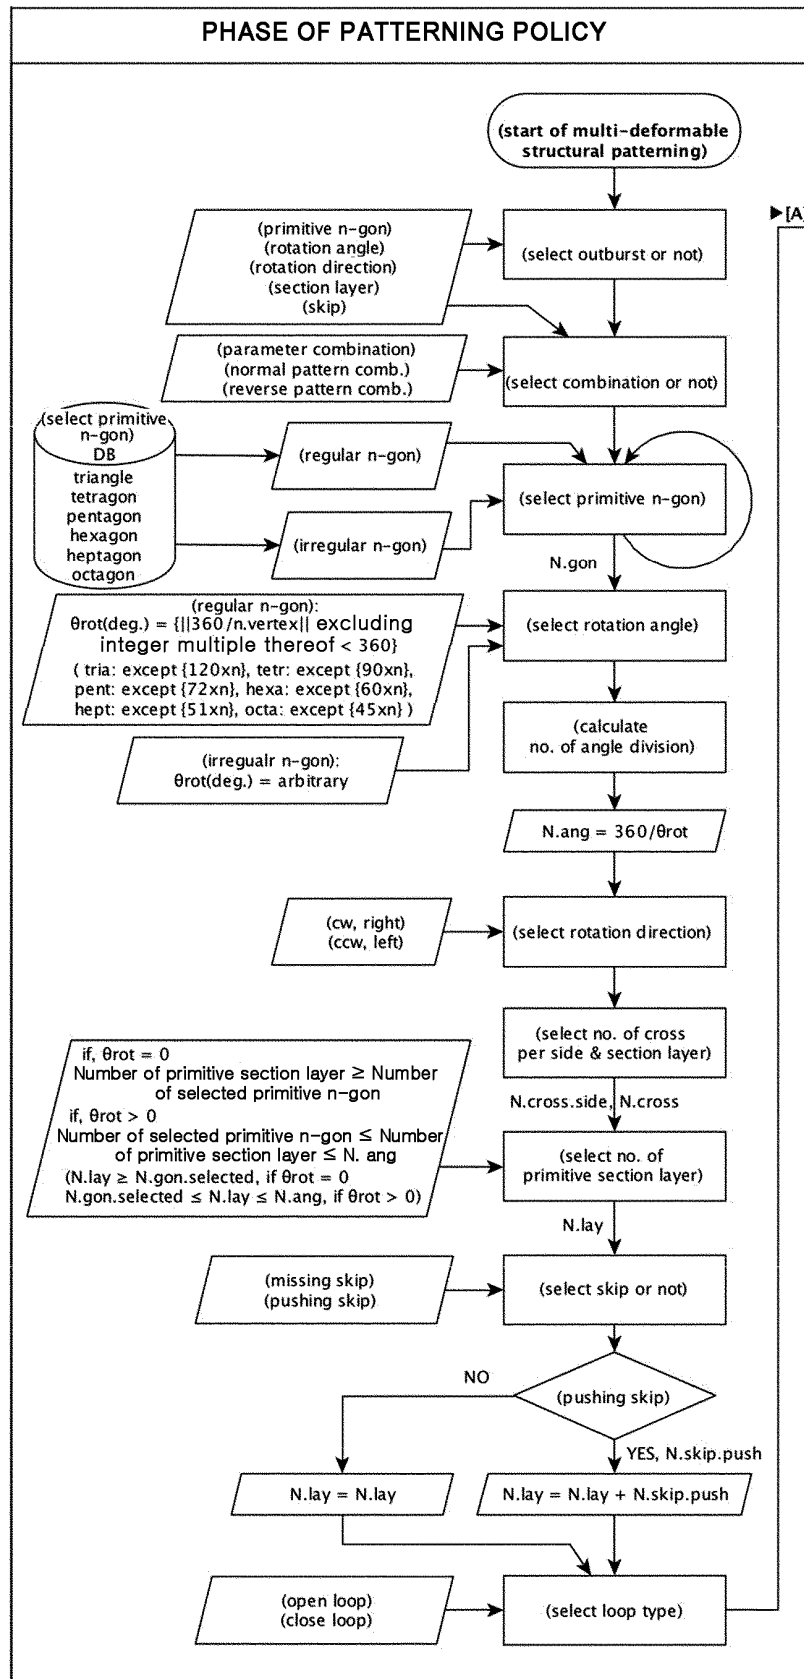 PHASE OF PATTERNING POLICY
(start of multi-deformable
structural patterning)
▶[A]
(primitive n-gon)
(rotation angle)
(rotation direction)
(section layer)
(skip)
(select outburst or not)
(parameter combination)
(normal pattern comb.)
(reverse pattern comb.)
(select combination or not)
(select primitive
n-gon)
DB
triangle
tetragon
pentagon
hexagon
heptagon
octagon
(regular n-gon)
(irregular n-gon)
(select primitive n-gon)
N.gon
(regular n-gon):
θrot(deg.) = {||360/n.vertex|| excluding
integer multiple thereof < 360}
( tria: except {120xn}, tetr: except {90xn},
pent: except {72xn}, hexa: except {60xn},
hept: except {51xn}, octa: except {45xn} )
(select rotation angle)
(irregualr n-gon):
θrot(deg.) = arbitrary
(calculate
no. of angle division)
N.ang = 360/θrot
(cw, right)
(ccw, left)
(select rotation direction)
(select no. of cross
per side & section layer)
N.cross.side, N.cross
if, θrot = 0
Number of primitive section layer ≥ Number
of selected primitive n-gon
if, θrot > 0
Number of selected primitive n-gon ≤ Number
of primitive section layer ≤ N. ang
(N.lay ≥ N.gon.selected, if θrot = 0
N.gon.selected ≤ N.lay ≤ N.ang, if θrot > 0)
(select no. of
primitive section layer)
N.lay
(missing skip)
(pushing skip)
(select skip or not)
NO
(pushing skip)
YES, N.skip.push
N.lay = N.lay
N.lay = N.lay + N.skip.push
(open loop)
(close loop)
(select loop type)